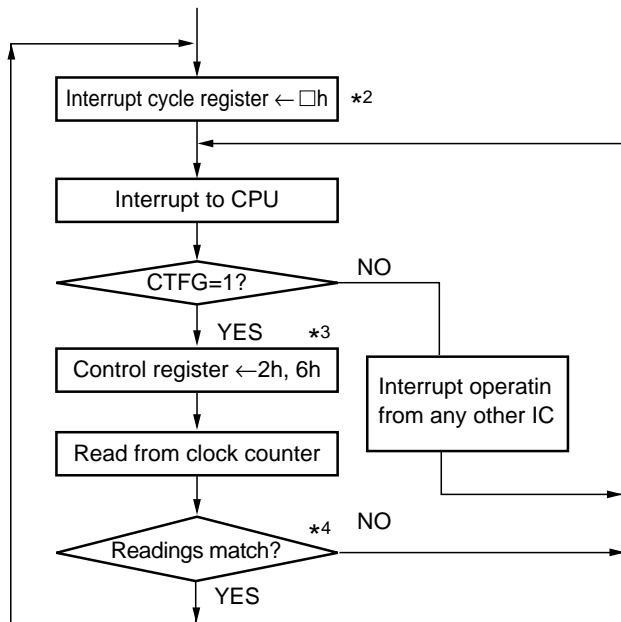 Interrupt cycle register ← □h *2
Interrupt to CPU
CTFG=1?
NO
YES *3
Control register ←2h, 6h
Interrupt operatin
from any other IC
Read from clock counter
*4 NO
Readings match?
YES